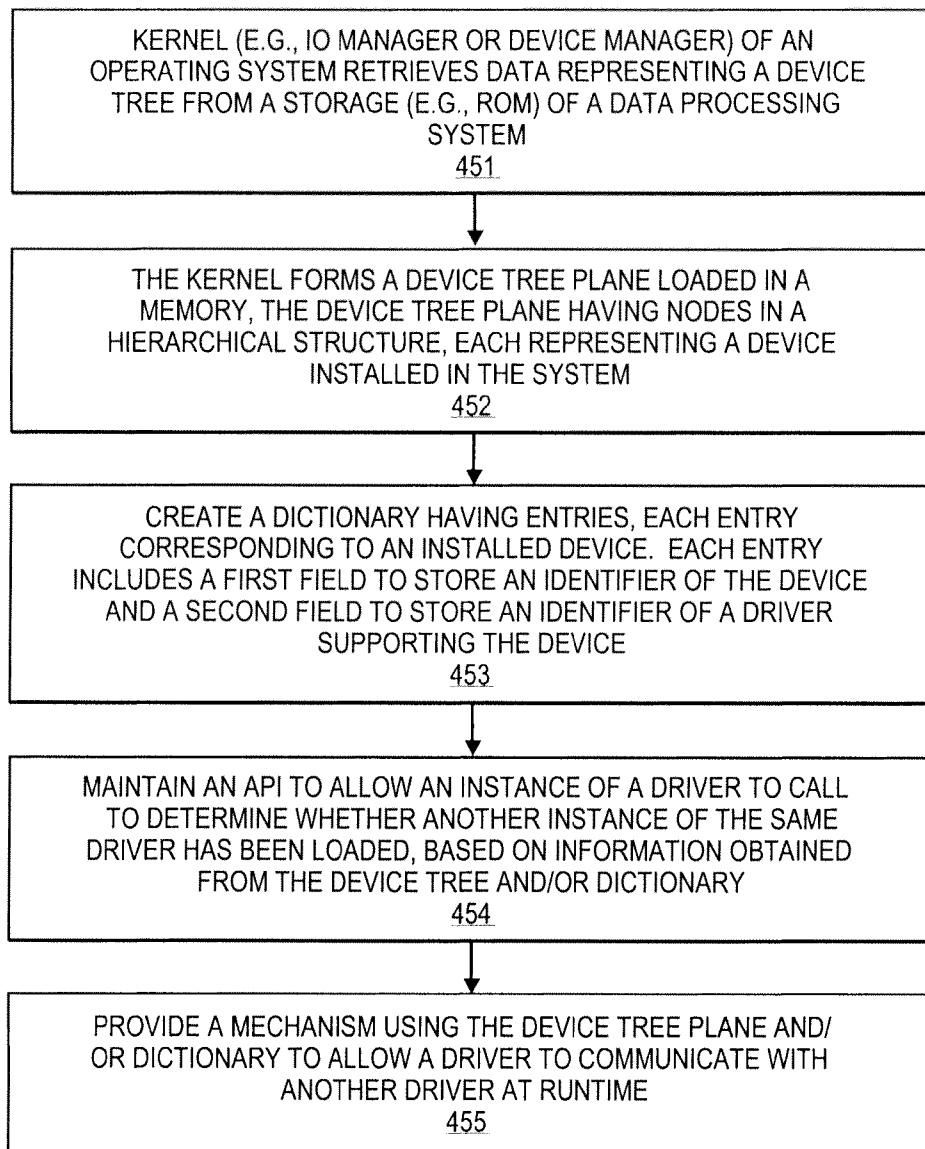 KERNEL (E.G., IO MANAGER OR DEVICE MANAGER) OF AN
OPERATING SYSTEM RETRIEVES DATA REPRESENTING A DEVICE
TREE FROM A STORAGE (E.G., ROM) OF A DATA PROCESSING
SYSTEM
451
THE KERNEL FORMS A DEVICE TREE PLANE LOADED IN A
MEMORY, THE DEVICE TREE PLANE HAVING NODES IN A
HIERARCHICAL STRUCTURE, EACH REPRESENTING A DEVICE
INSTALLED IN THE SYSTEM
452
CREATE A DICTIONARY HAVING ENTRIES, EACH ENTRY
CORRESPONDING TO AN INSTALLED DEVICE. EACH ENTRY
INCLUDES A FIRST FIELD TO STORE AN IDENTIFIER OF THE DEVICE
AND A SECOND FIELD TO STORE AN IDENTIFIER OF A DRIVER
SUPPORTING THE DEVICE
453
MAINTAIN AN API TO ALLOW AN INSTANCE OF A DRIVER TO CALL
TO DETERMINE WHETHER ANOTHER INSTANCE OF THE SAME
DRIVER HAS BEEN LOADED, BASED ON INFORMATION OBTAINED
FROM THE DEVICE TREE AND/OR DICTIONARY
454
PROVIDE A MECHANISM USING THE DEVICE TREE PLANE AND/
OR DICTIONARY TO ALLOW A DRIVER TO COMMUNICATE WITH
ANOTHER DRIVER AT RUNTIME
455